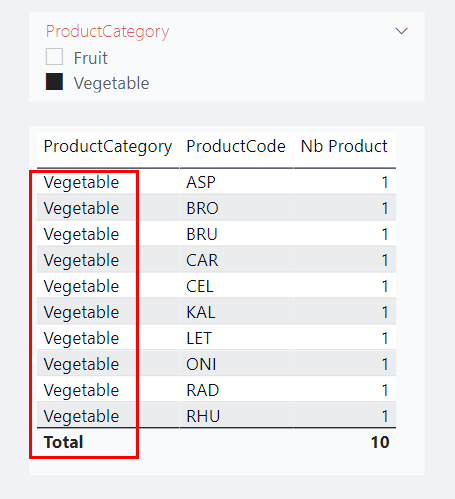 ProductCategory
Fruit
Vegetable
ProductCategory ProductCode Nb Product
Vegetable ASP 1
Vegetable BRO 1
Vegetable BRU 1
Vegetable CAR 1
Vegetable CEL 1
Vegetable KAL 1
Vegetable LET 1
Vegetable ONI 1
Vegetable RAD 1
Vegetable RHU 1
Total 10